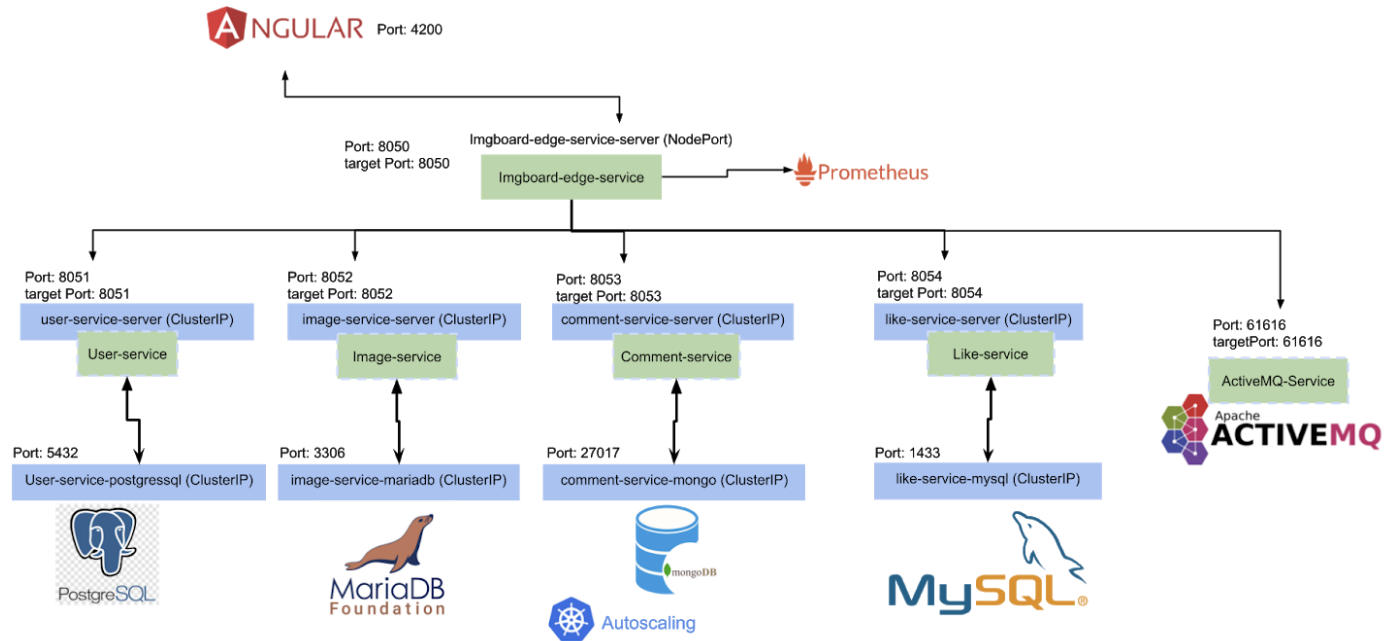 ANGULAR
Port: 4200
Imgboard-edge-service-server (NodePort)
Port: 8050
target Port: 8050
Imgboard-edge-service
Prometheus
Port: 8051
target Port: 8051
user-service-server (ClusterIP)
User-service
Port: 8052
target Port: 8052
image-service-server (ClusterIP)
Image-service
Port: 8053
target Port: 8053
comment-service-server (ClusterIP)
Comment-service
Port: 8054
target Port: 8054
like-service-server (ClusterIP)
Like-service
Port: 61616
targetPort: 61616
ActiveMQ-Service
Apache
ACTIVEMQ
Port: 5432
User-service-postgressql (ClusterIP)
PostgreSQL
Port: 3306
image-service-mariadb (ClusterIP)
MariaDB
Foundation
Port: 27017
comment-service-mongo (ClusterIP)
mongoDB
Autoscaling
Port: 1433
like-service-mysql (ClusterIP)
MySQL®